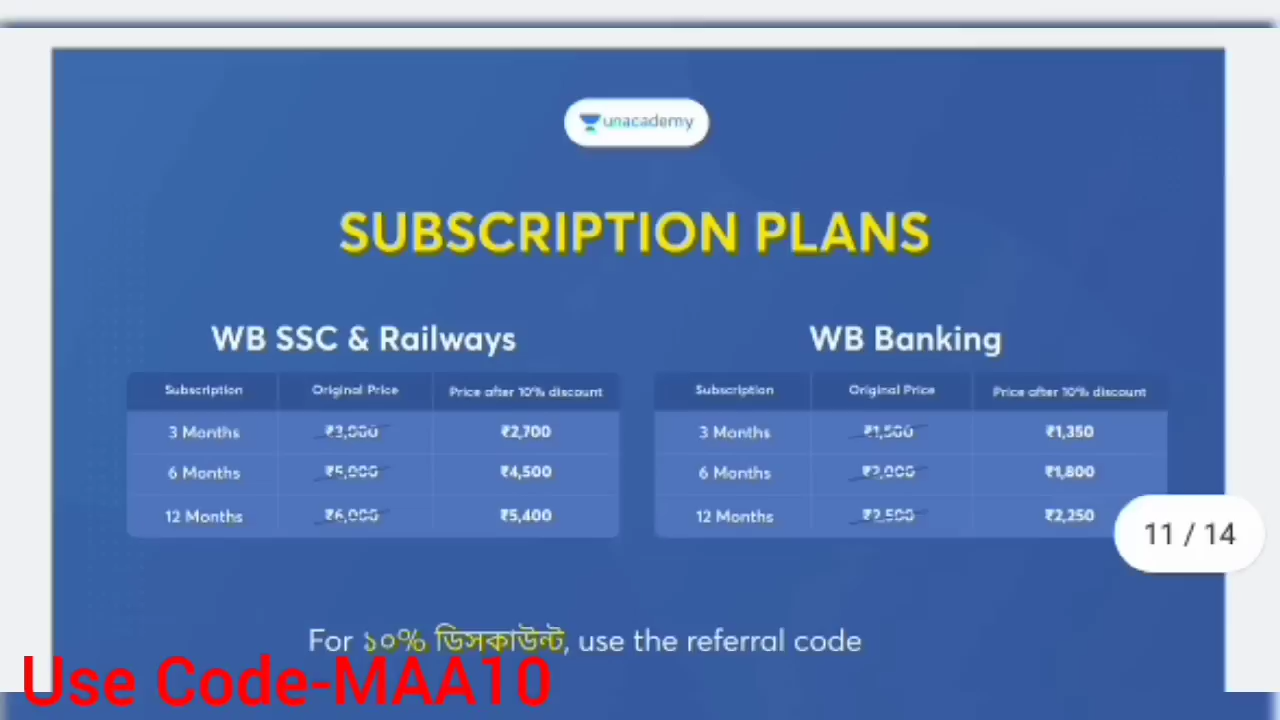 unacademy
SUBSCRIPTION PLANS
WB SSC & Railways
Subscription Original Price Price after 10% discount
3 Months ₹3,000 ₹2,700
6 Months ₹5,000 ₹4,500
12 Months ₹6,000 ₹5,400
WB Banking
Subscription Original Price Price after 10% discount
3 Months ₹1,500 ₹1,350
6 Months ₹2,000 ₹1,800
12 Months ₹2,500 ₹2,250
11 / 14
For ১০% ডিসকাউন্ট, use the referral code
Use Code-MAA10